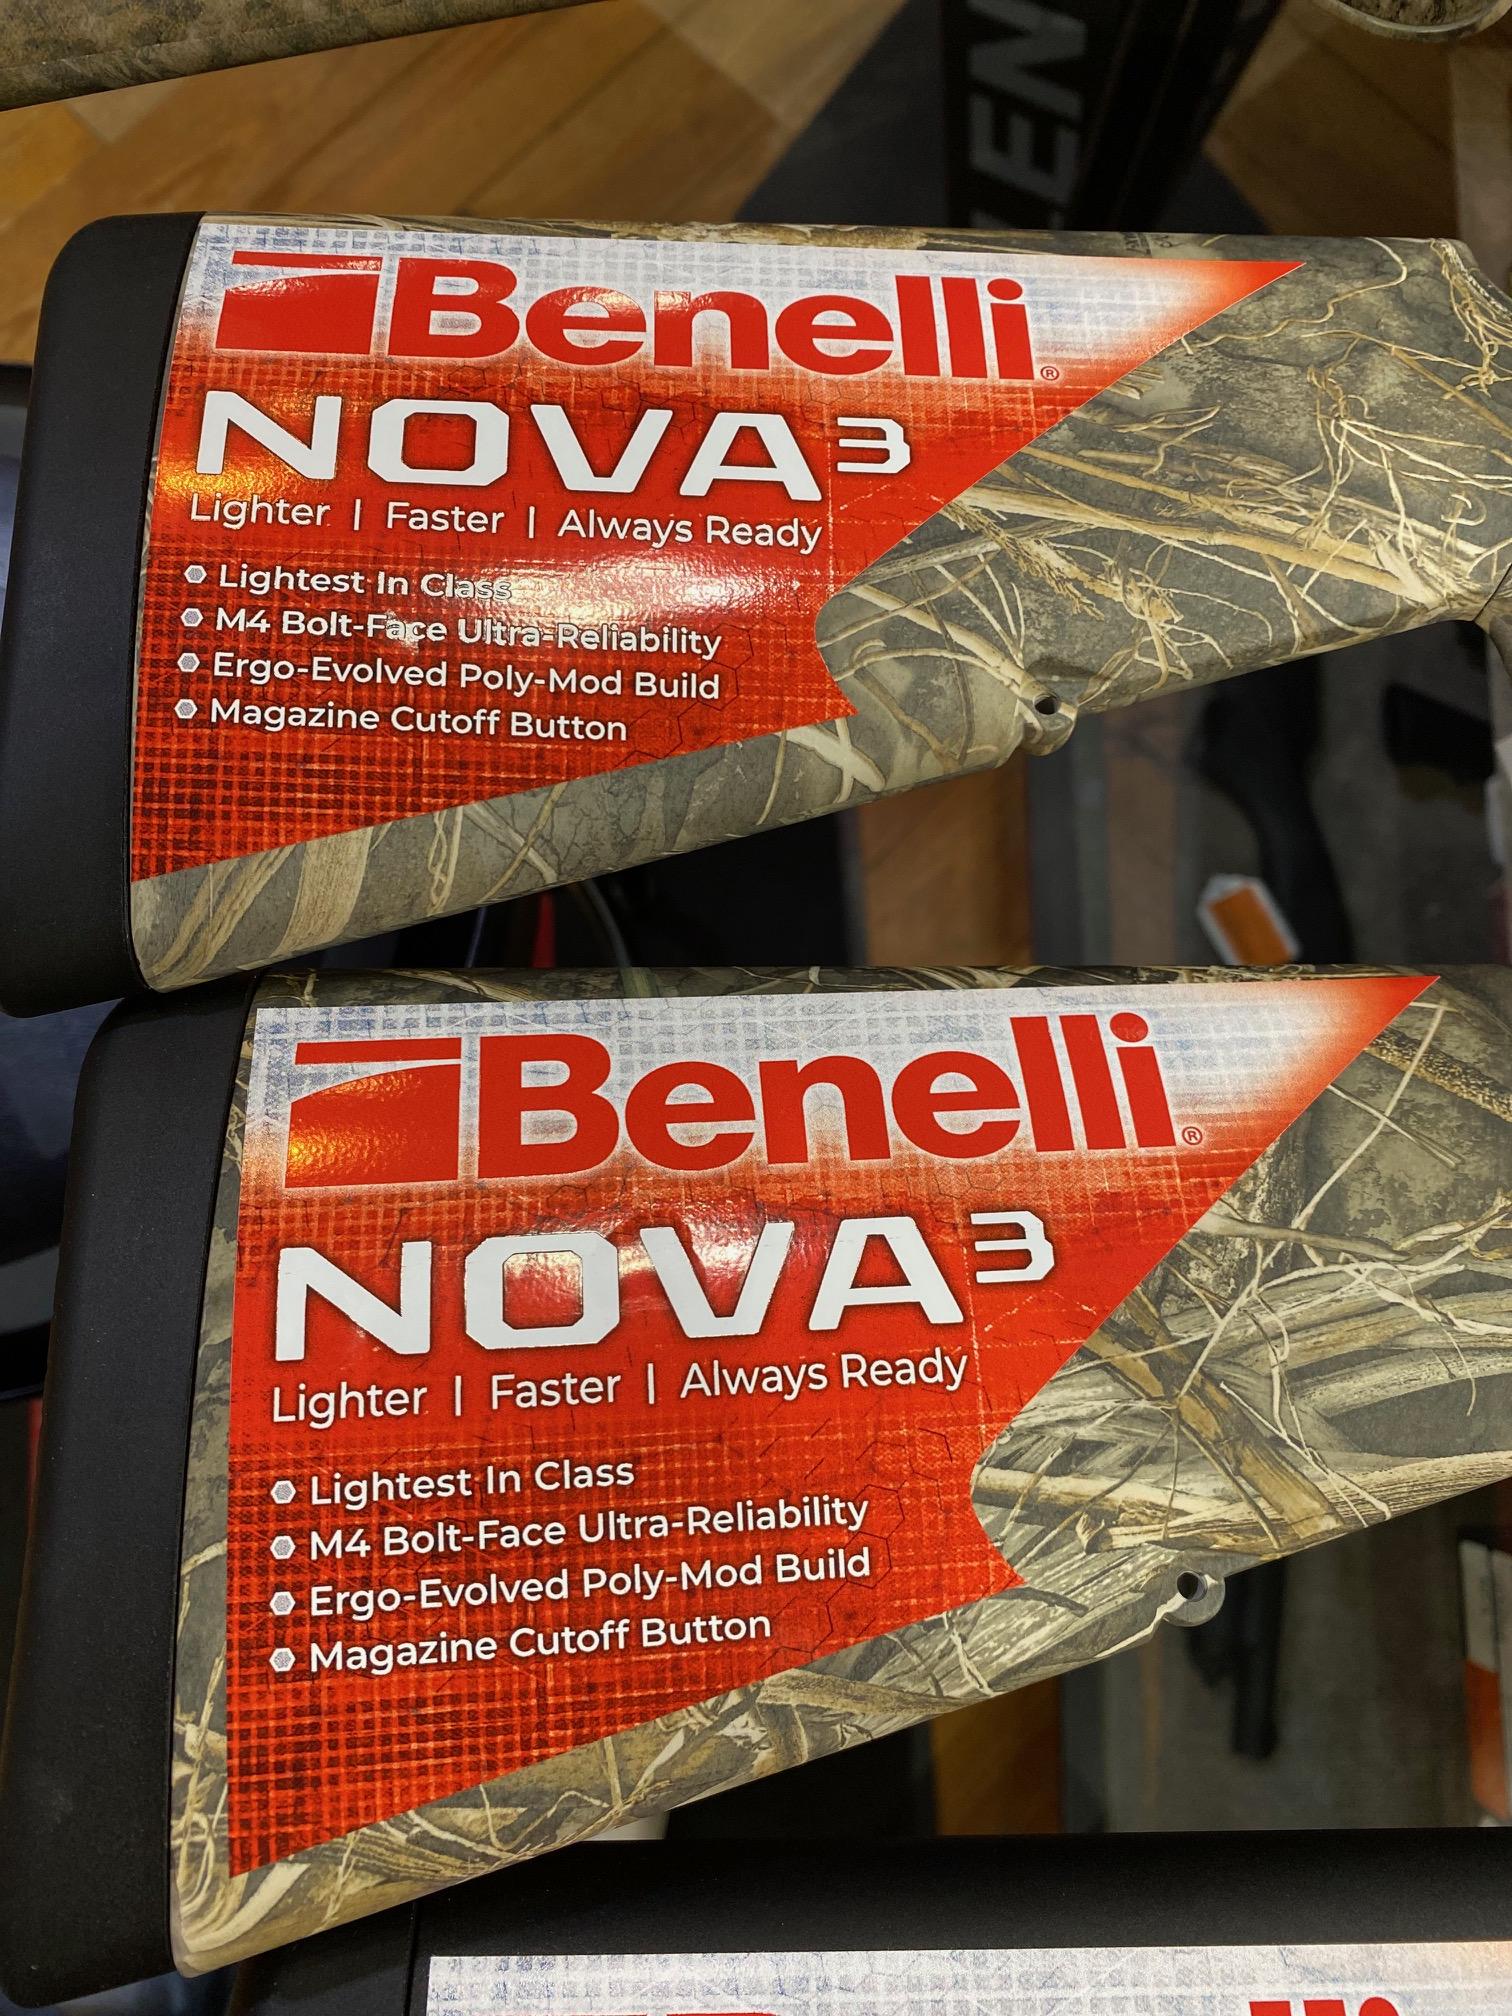 LEN
Benelli®
NOVA³
Lighter | Faster | Always Ready
Lightest In Class
M4 Bolt-Face Ultra-Reliability
Ergo-Evolved Poly-Mod Build
Magazine Cutoff Button
Benelli®
NOVA³
Lighter | Faster | Always Ready
Lightest In Class
M4 Bolt-Face Ultra-Reliability
Ergo-Evolved Poly-Mod Build
Magazine Cutoff Button